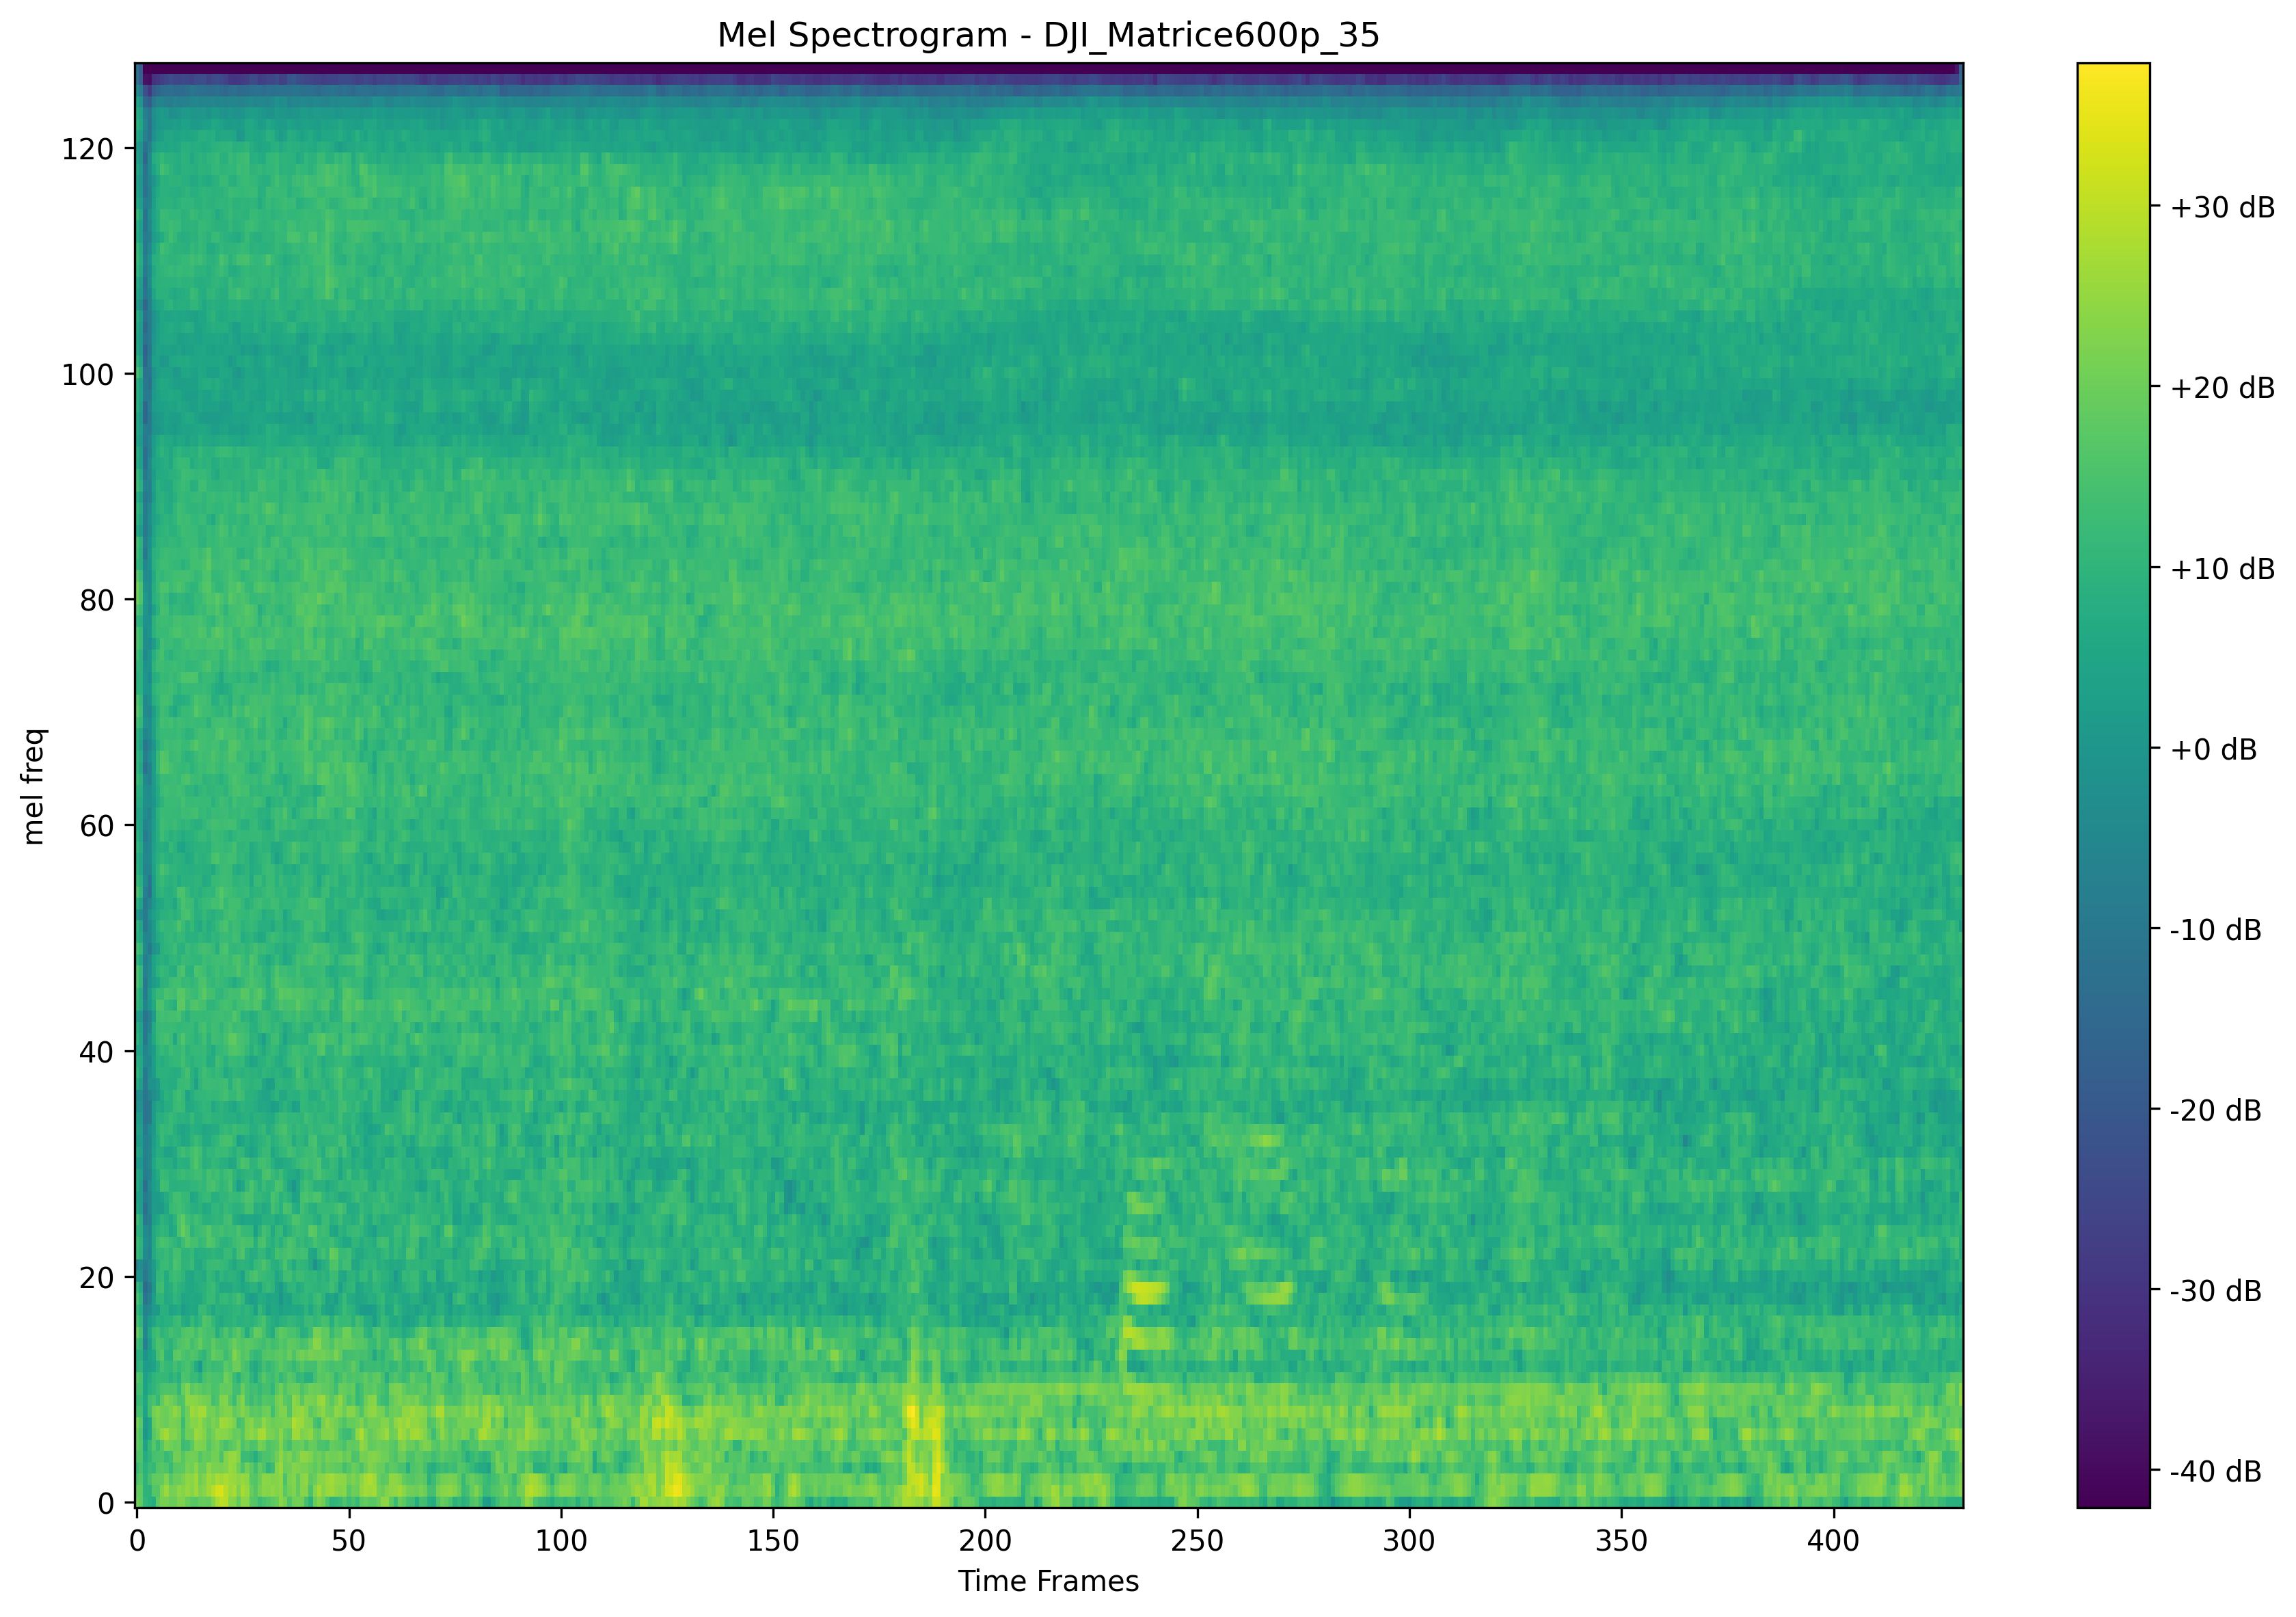 Mel Spectrogram - DJI_Matrice600p_35
mel freq
120
100
80
60
40
20
0
0 50 100 150 200 250 300 350 400
Time Frames
+30 dB
+20 dB
+10 dB
+0 dB
-10 dB
-20 dB
-30 dB
-40 dB